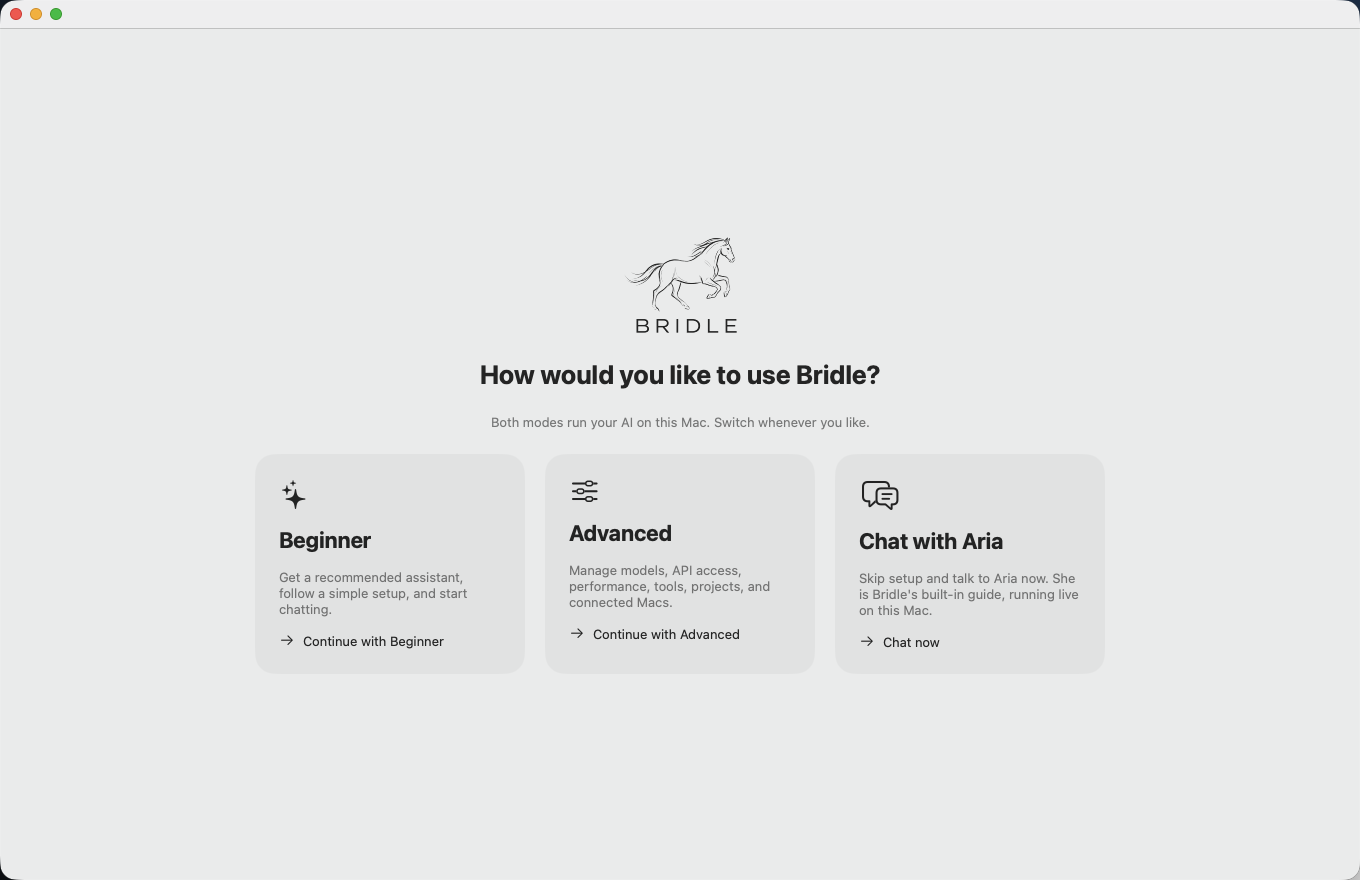 BRIDLE
How would you like to use Bridle?
Both modes run your AI on this Mac. Switch whenever you like.
Beginner
Get a recommended assistant,
follow a simple setup, and start
chatting.
Continue with Beginner
Advanced
Manage models, API access,
performance, tools, projects, and
connected Macs.
Continue with Advanced
Chat with Aria
Skip setup and talk to Aria now. She
is Bridle's built-in guide, running live
on this Mac.
Chat now